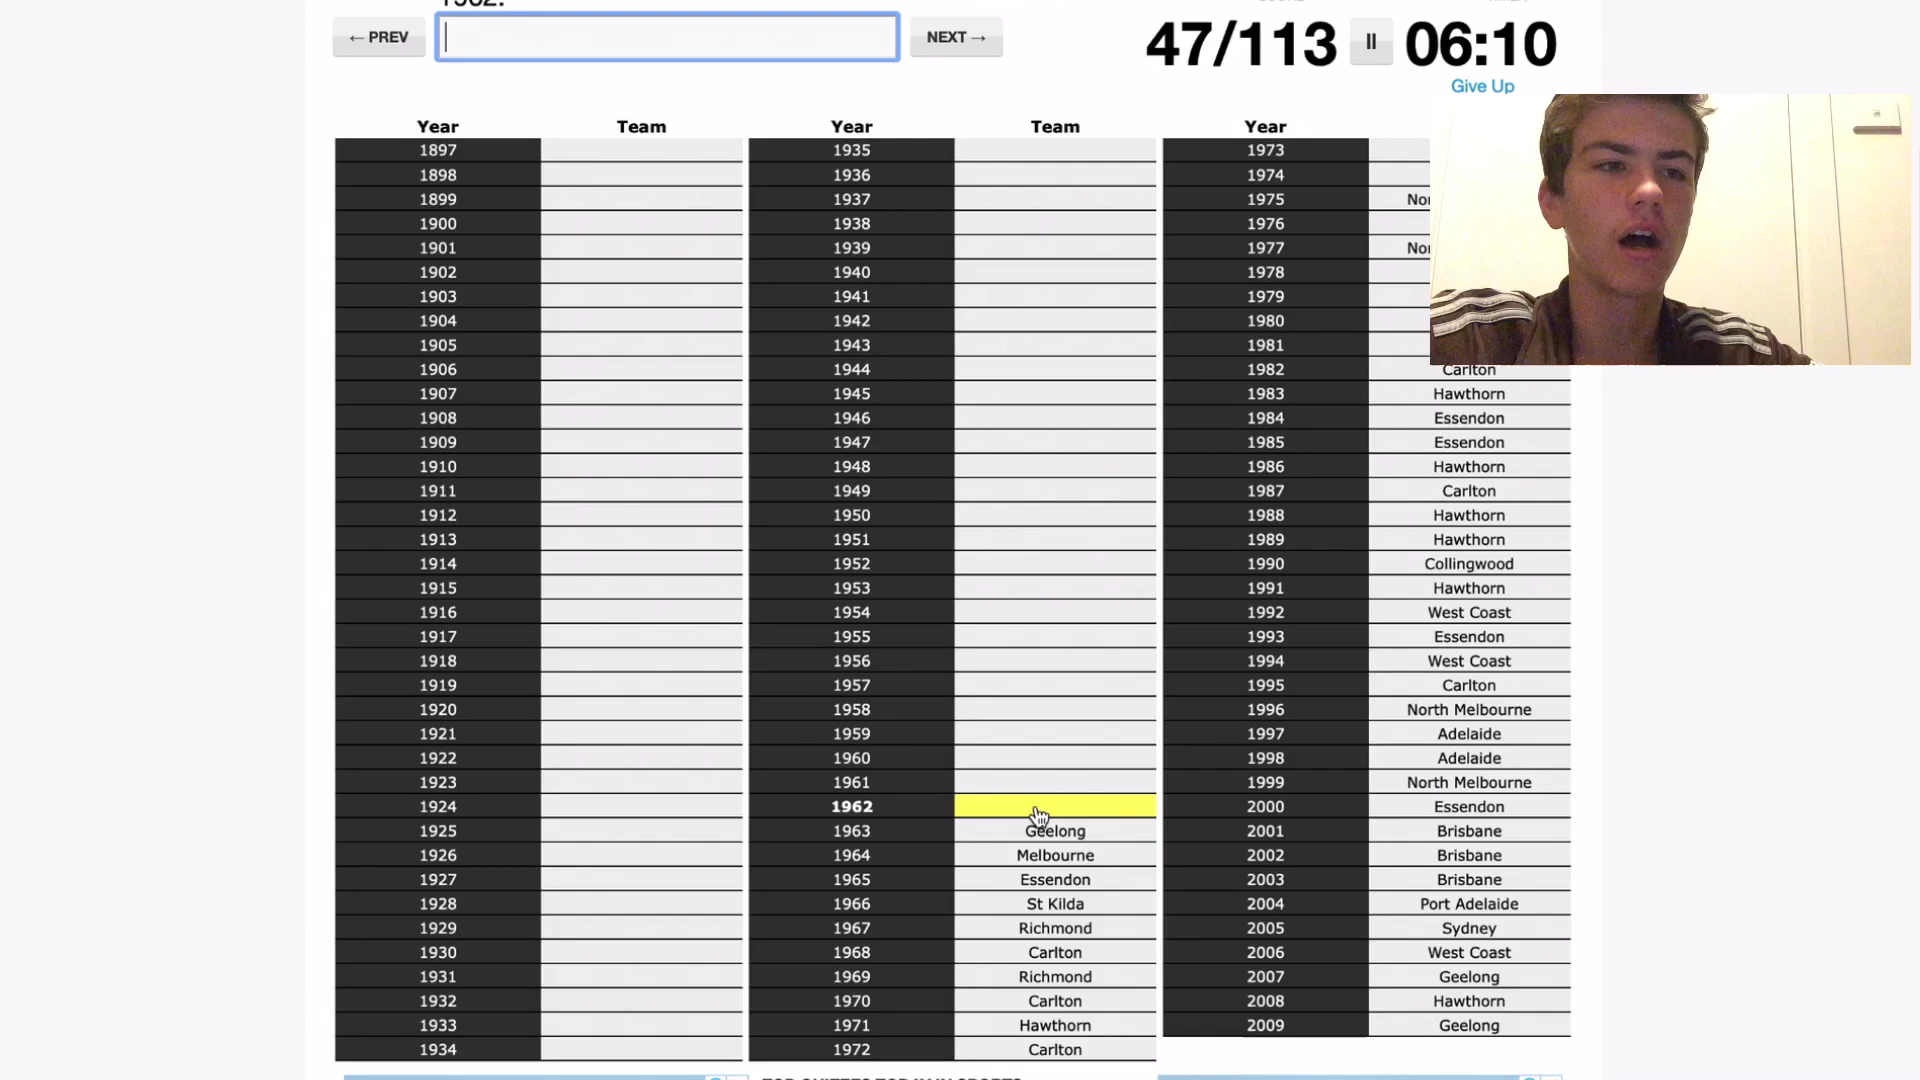 1962:
← PREV
NEXT →
47/113
06:10
Give Up
Year Team Year Team Year
1897 1935 1973
1898 1936 1974
1899 1937 1975 Nor
1900 1938 1976
1901 1939 1977 Nor
1902 1940 1978
1903 1941 1979
1904 1942 1980
1905 1943 1981
1906 1944 1982 Carlton
1907 1945 1983 Hawthorn
1908 1946 1984 Essendon
1909 1947 1985 Essendon
1910 1948 1986 Hawthorn
1911 1949 1987 Carlton
1912 1950 1988 Hawthorn
1913 1951 1989 Hawthorn
1914 1952 1990 Collingwood
1915 1953 1991 Hawthorn
1916 1954 1992 West Coast
1917 1955 1993 Essendon
1918 1956 1994 West Coast
1919 1957 1995 Carlton
1920 1958 1996 North Melbourne
1921 1959 1997 Adelaide
1922 1960 1998 Adelaide
1923 1961 1999 North Melbourne
1924 1962 2000 Essendon
1925 1963 Geelong 2001 Brisbane
1926 1964 Melbourne 2002 Brisbane
1927 1965 Essendon 2003 Brisbane
1928 1966 St Kilda 2004 Port Adelaide
1929 1967 Richmond 2005 Sydney
1930 1968 Carlton 2006 West Coast
1931 1969 Richmond 2007 Geelong
1932 1970 Carlton 2008 Hawthorn
1933 1971 Hawthorn 2009 Geelong
1934 1972 Carlton
TOP QUIZZES TODAY IN SPORTS